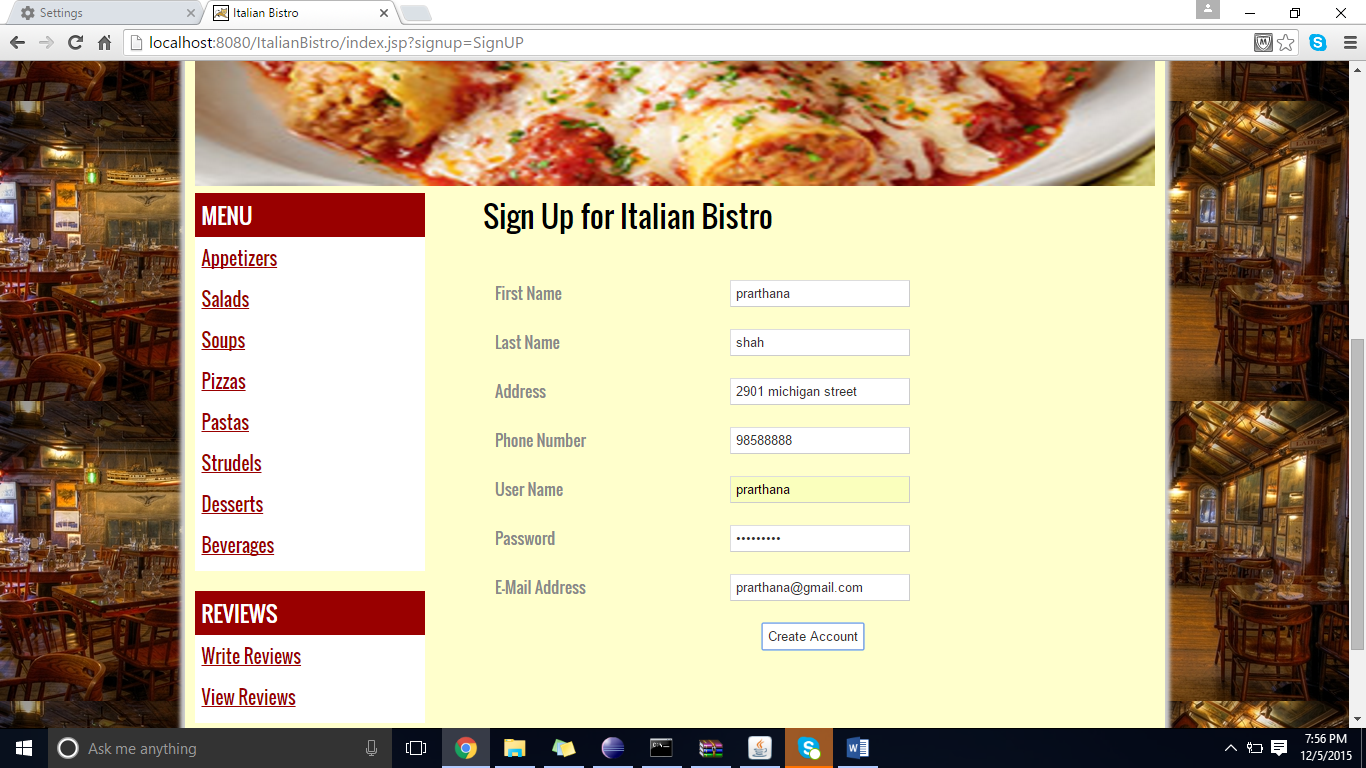 Settings
Italian Bistro
localhost:8080/ItalianBistro/index.jsp?signup=SignUP
MENU
Appetizers
Salads
Soups
Pizzas
Pastas
Strudels
Desserts
Beverages
REVIEWS
Write Reviews
View Reviews
Sign Up for Italian Bistro
First Name prarthana
Last Name shah
Address 2901 michigan street
Phone Number 98588888
User Name prarthana
Password •••••••••
E-Mail Address prarthana@gmail.com
Create Account
Ask me anything
7:56 PM
12/5/2015